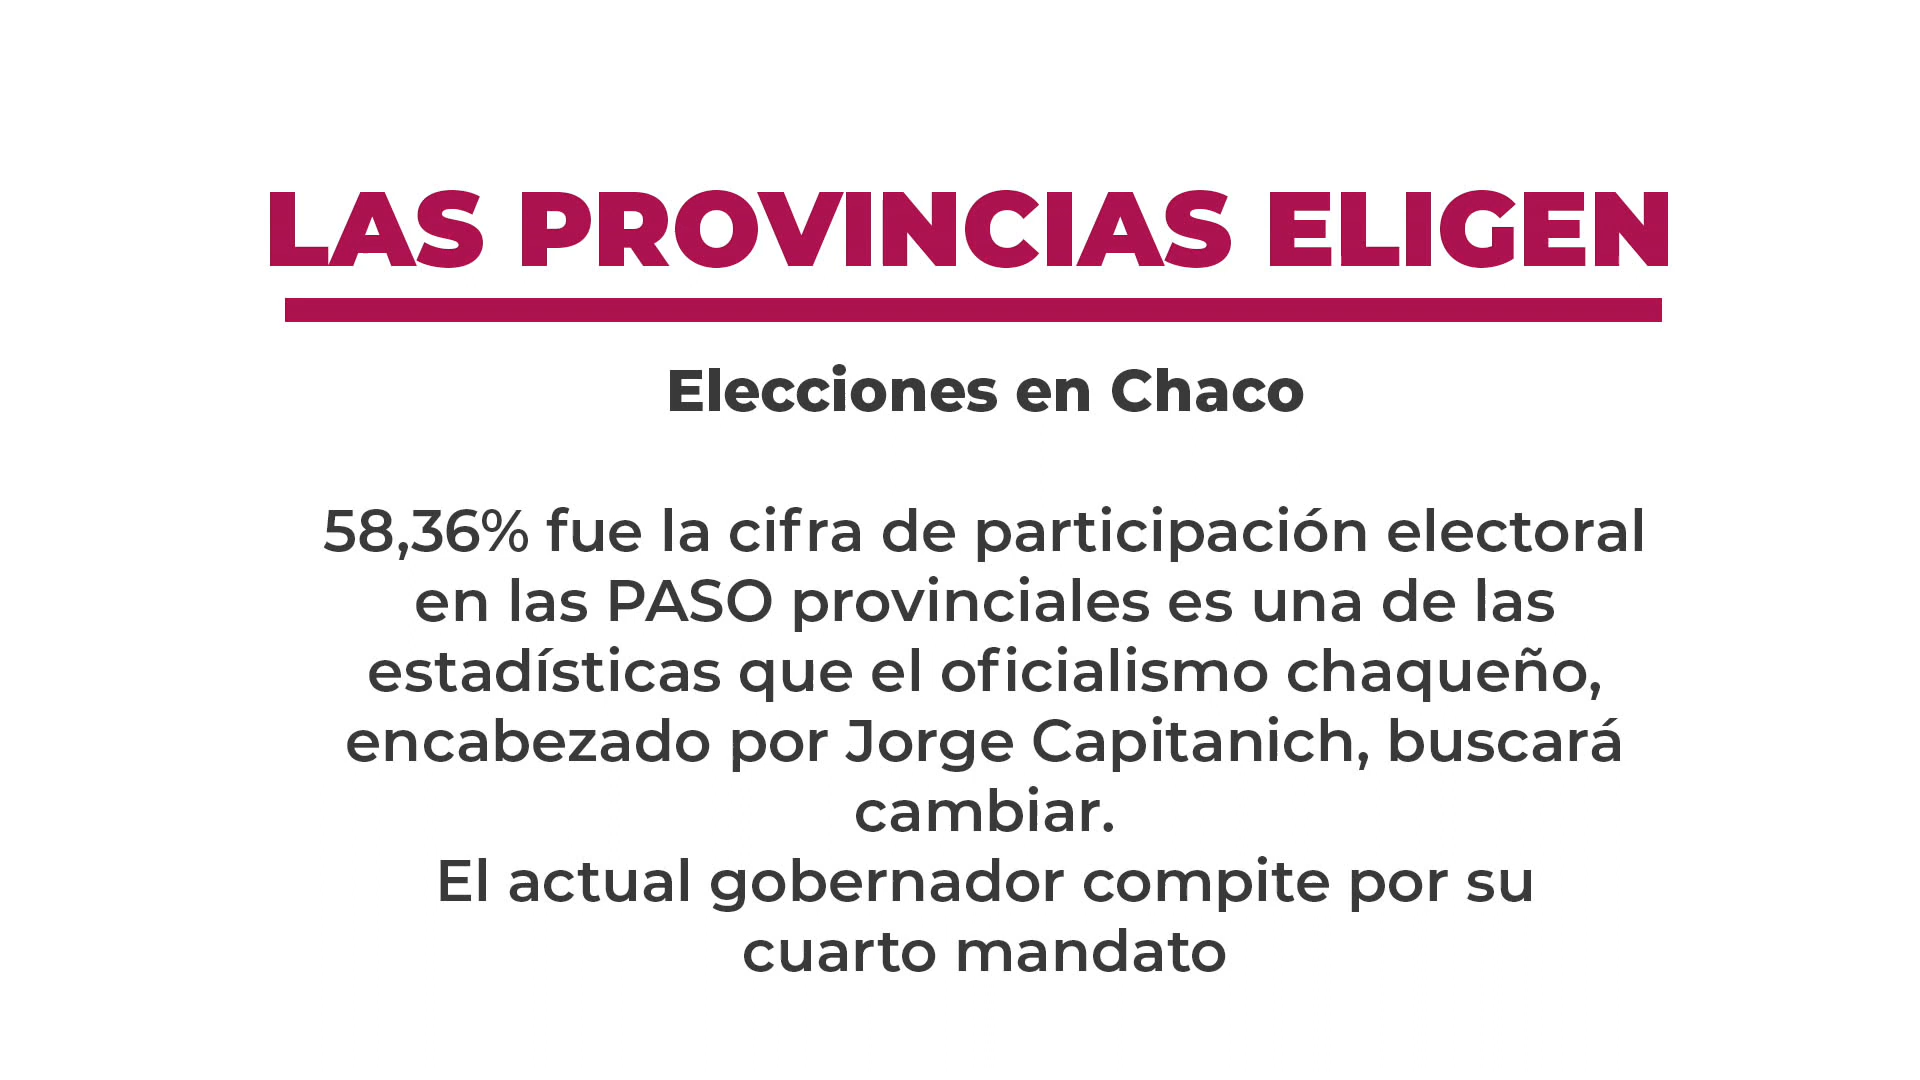 LAS PROVINCIAS ELIGEN
Elecciones en Chaco
58,36% fue la cifra de participación electoral
en las PASO provinciales es una de las
estadísticas que el oficialismo chaqueño,
encabezado por Jorge Capitanich, buscará
cambiar.
El actual gobernador compite por su
cuarto mandato